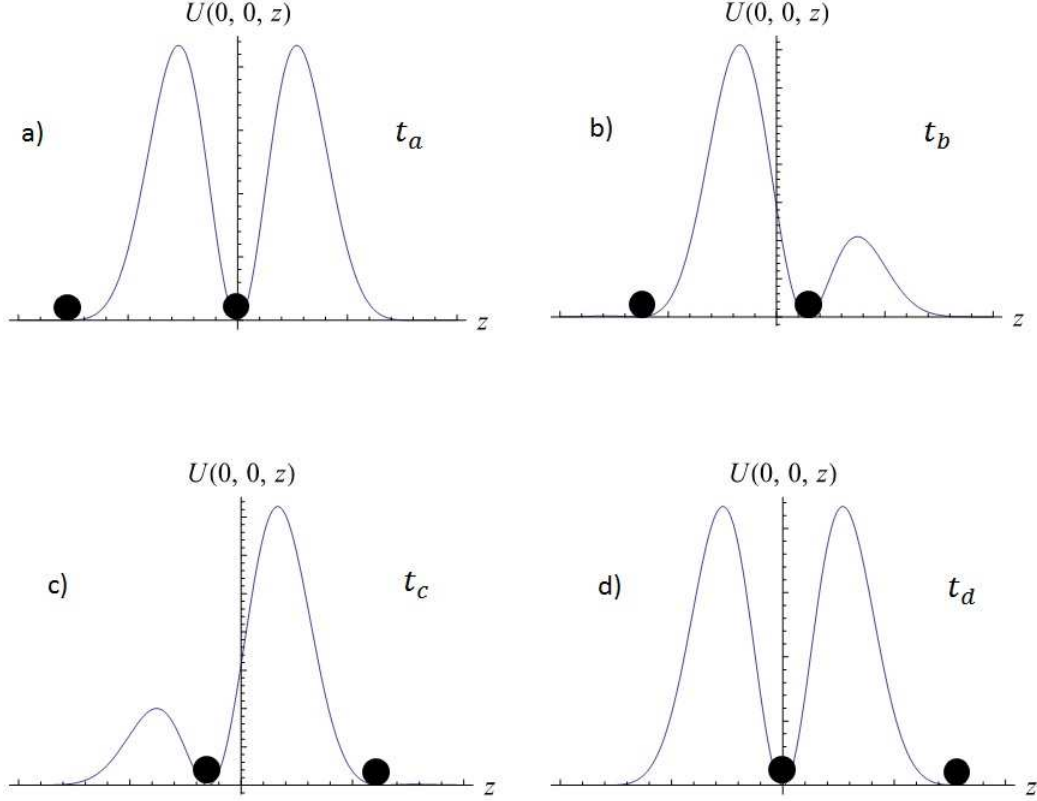 U(0, 0, z)
a)
t_a
z
U(0, 0, z)
b)
t_b
z
U(0, 0, z)
c)
t_c
z
U(0, 0, z)
d)
t_d
z